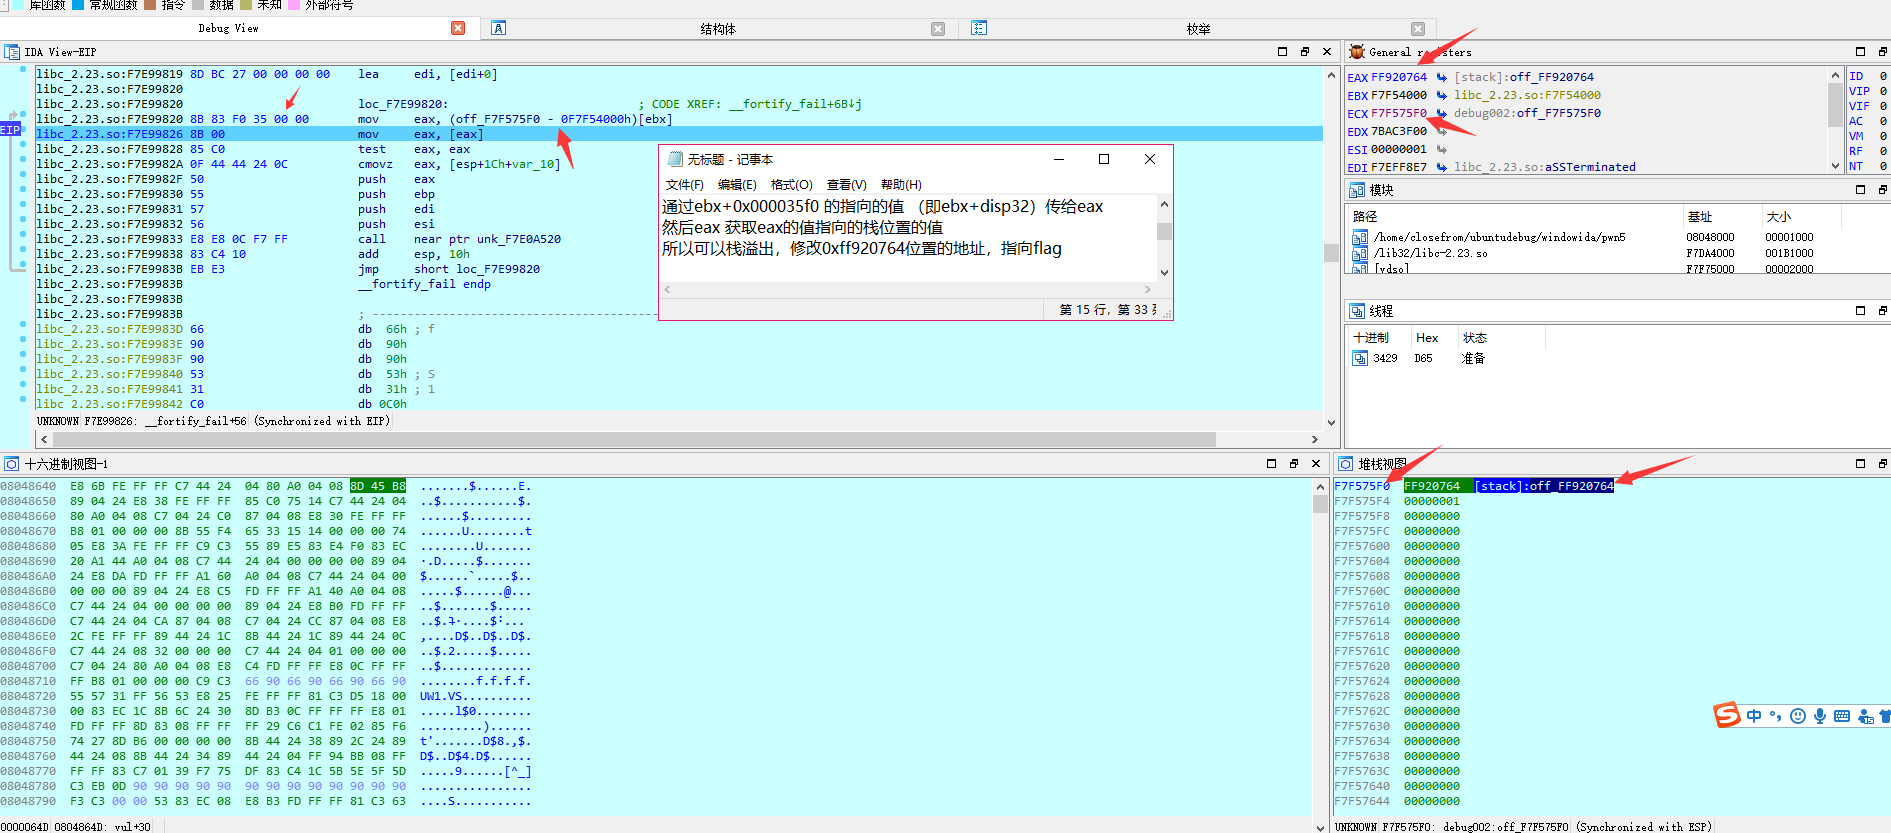 库函数 常规函数 指令 数据 未知 外部符号
Debug View 结构体 枚举
IDA View-EIP
libc_2.23.so:F7E99819 8D BC 27 00 00 00 00 lea edi, [edi+0]
libc_2.23.so:F7E99820
libc_2.23.so:F7E99820 loc_F7E99820: ; CODE XREF: __fortify_fail+6B↓j
libc_2.23.so:F7E99820 8B 83 F0 35 00 00 mov eax, (off_F7F575F0 - 0F7F54000h)[ebx]
EIP
libc_2.23.so:F7E99826 8B 00 mov eax, [eax]
libc_2.23.so:F7E99828 85 C0 test eax, eax
libc_2.23.so:F7E9982A 0F 44 44 24 0C cmovz eax, [esp+1Ch+var_10]
libc_2.23.so:F7E9982F 50 push eax
libc_2.23.so:F7E99830 55 push ebp
libc_2.23.so:F7E99831 57 push edi
libc_2.23.so:F7E99832 56 push esi
libc_2.23.so:F7E99833 E8 E8 0C F7 FF call near ptr unk_F7E0A520
libc_2.23.so:F7E99838 83 C4 10 add esp, 10h
libc_2.23.so:F7E9983B EB E3 jmp short loc_F7E99820
libc_2.23.so:F7E9983B __fortify_fail endp
libc_2.23.so:F7E9983B
libc_2.23.so:F7E9983B ; ---------------------------------------
libc_2.23.so:F7E9983D 66 db 66h ; f
libc_2.23.so:F7E9983E 90 db 90h
libc_2.23.so:F7E9983F 90 db 90h
libc_2.23.so:F7E99840 53 db 53h ; S
libc_2.23.so:F7E99841 31 db 31h ; 1
libc_2.23.so:F7E99842 C0 db 0C0h
UNKNOWN F7E99826: __fortify_fail+56 (Synchronized with EIP)
无标题 - 记事本
文件(F) 编辑(E) 格式(O) 查看(V) 帮助(H)
通过ebx+0x000035f0 的指向的值 （即ebx+disp32）传给eax
然后eax 获取eax的值指向的栈位置的值
所以可以栈溢出，修改0xff920764位置的地址，指向flag
第 15 行，第 33 列
General registers
EAX FF920764 [stack]:off_FF920764
EBX F7F54000 libc_2.23.so:F7F54000
ECX F7F575F0 debug002:off_F7F575F0
EDX 7BAC3F00
ESI 00000001
EDI F7EFF8E7 libc_2.23.so:aSSTerminated
ID 0
VIP 0
VIF 0
AC 0
VM 0
RF 0
NT 0
模块
路径 基址 大小
/home/closefrom/ubuntudebug/windowida/pwn5 08048000 00001000
/lib32/libc-2.23.so F7DA4000 001B1000
[vdso] F7F75000 00002000
线程
十进制 Hex 状态
3429 D65 准备
十六进制视图-1
08048640 E8 6B FE FF FF C7 44 24 04 80 A0 04 08 8D 45 B8 .......$......E.
08048650 89 04 24 E8 38 FE FF FF 85 C0 75 14 C7 44 24 04 ..$...........$.
08048660 80 A0 04 08 C7 04 24 C0 87 04 08 E8 30 FE FF FF ......$.........
08048670 B8 01 00 00 00 8B 55 F4 65 33 15 14 00 00 00 74 ......U........t
08048680 05 E8 3A FE FF FF C9 C3 55 89 E5 83 E4 F0 83 EC ........U.......
08048690 20 A1 44 A0 04 08 C7 44 24 04 00 00 00 00 89 04 ·.D.....$.......
080486A0 24 E8 DA FD FF FF A1 60 A0 04 08 C7 44 24 04 00 $......`.....$..
080486B0 00 00 00 89 04 24 E8 C5 FD FF FF A1 40 A0 04 08 .....$......@...
080486C0 C7 44 24 04 00 00 00 00 89 04 24 E8 B0 FD FF FF ..$.......$.....
080486D0 C7 44 24 04 CA 87 04 08 C7 04 24 CC 87 04 08 E8
080486E0 2C FE FF FF 89 44 24 1C 8B 44 24 1C 89 44 24 0C ,....D$..D$..D$.
080486F0 C7 44 24 08 32 00 00 00 C7 44 24 04 01 00 00 00 ..$.2.....D$.....
08048700 C7 04 24 80 A0 04 08 E8 C4 FD FF FF E8 0C FF FF ..$.............
08048710 FF B8 01 00 00 00 C9 C3 66 90 66 90 66 90 66 90 ........f.f.f.f.
08048720 55 57 31 FF 56 53 E8 25 FE FF FF 81 C3 D5 18 00 UW1.VS..........
08048730 00 83 EC 1C 8B 6C 24 30 8D B3 0C FF FF FF E8 01 .....l$0........
08048740 FD FF FF 8D 83 08 FF FF FF 29 C6 C1 FE 02 85 F6 .........)......
08048750 74 27 8D B6 00 00 00 00 8B 44 24 38 89 2C 24 89 t'.......D$8.,$.
08048760 44 24 08 8B 44 24 34 89 44 24 04 FF 94 BB 08 FF D$..D$4.D$......
08048770 FF FF 83 C7 01 39 F7 75 DF 83 C4 1C 5B 5E 5F 5D .....9......[^_]
08048780 C3 EB 0D 90 90 90 90 90 90 90 90 90 90 90 90 90 ................
08048790 F3 C3 00 00 53 83 EC 08 E8 B3 FD FF FF 81 C3 63 ....S...........
0000064D 0804864D: vul+30
堆栈视图
F7F575F0 FF920764 [stack]:off_FF920764
F7F575F4 00000001
F7F575F8 00000000
F7F575FC 00000000
F7F57600 00000000
F7F57604 00000000
F7F57608 00000000
F7F5760C 00000000
F7F57610 00000000
F7F57614 00000000
F7F57618 00000000
F7F5761C 00000000
F7F57620 00000000
F7F57624 00000000
F7F57628 00000000
F7F5762C 00000000
F7F57630 00000000
F7F57634 00000000
F7F57638 00000000
F7F5763C 00000000
F7F57640 00000000
F7F57644 00000000
UNKNOWN F7F575F0: debug002:off_F7F575F0 (Synchronized with ESP)
S 中